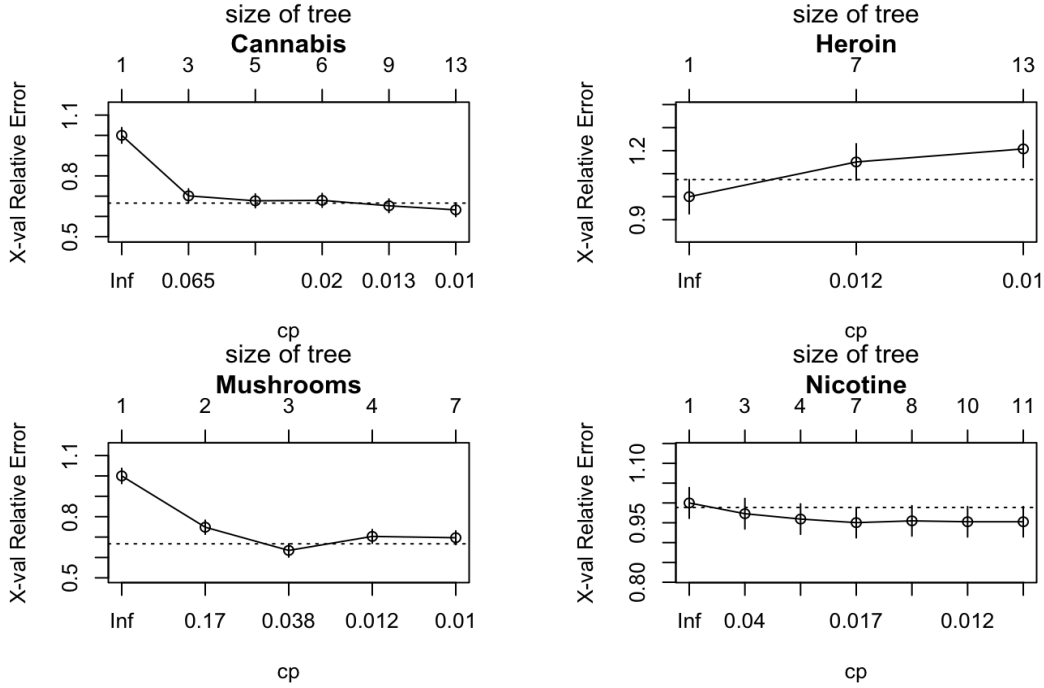 size of tree
Cannabis
1 3 5 6 9 13
X-val Relative Error
0.5 0.8 1.1
Inf 0.065 0.02 0.013 0.01
cp
size of tree
Heroin
1 7 13
X-val Relative Error
0.9 1.2
Inf 0.012 0.01
cp
size of tree
Mushrooms
1 2 3 4 7
X-val Relative Error
0.5 0.8 1.1
Inf 0.17 0.038 0.012 0.01
cp
size of tree
Nicotine
1 3 4 7 8 10 11
X-val Relative Error
0.80 0.95 1.10
Inf 0.04 0.017 0.012
cp